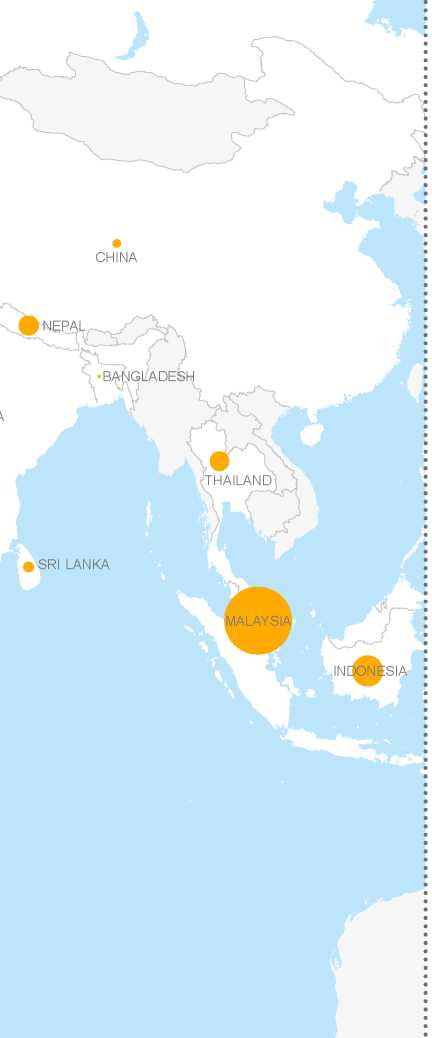 CHINA
NEPAL
BANGLADESH
A
THAILAND
SRI LANKA
MALAYSIA
INDONESIA